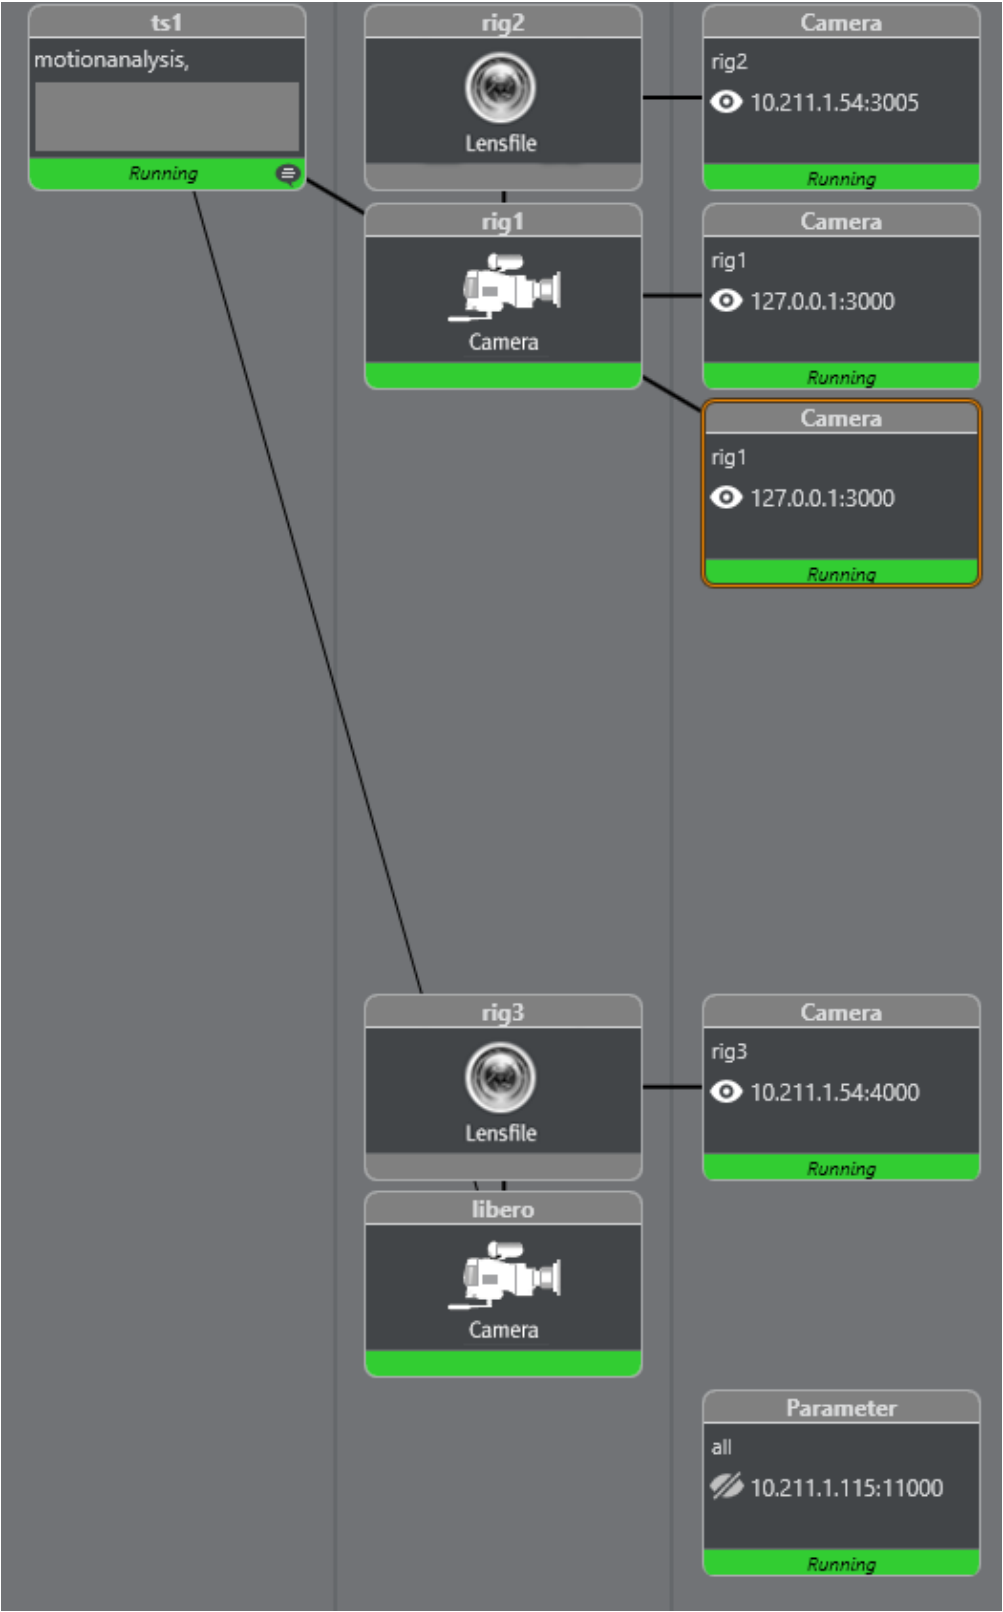 ts1
motionanalysis,
Running
rig2
Lensfile
Camera
rig2
10.211.1.54:3005
Running
rig1
Camera
Camera
rig1
127.0.0.1:3000
Running
Camera
rig1
127.0.0.1:3000
Running
rig3
Lensfile
Camera
rig3
10.211.1.54:4000
Running
libero
Camera
Parameter
all
10.211.1.115:11000
Running